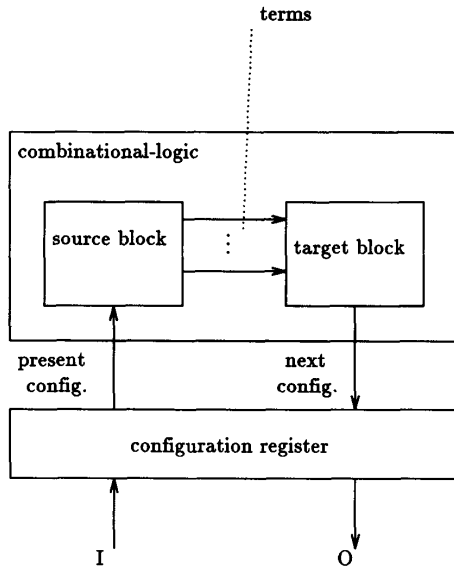 terms
combinational-logic
source block
target block
present
config.
next
config.
configuration register
I
O